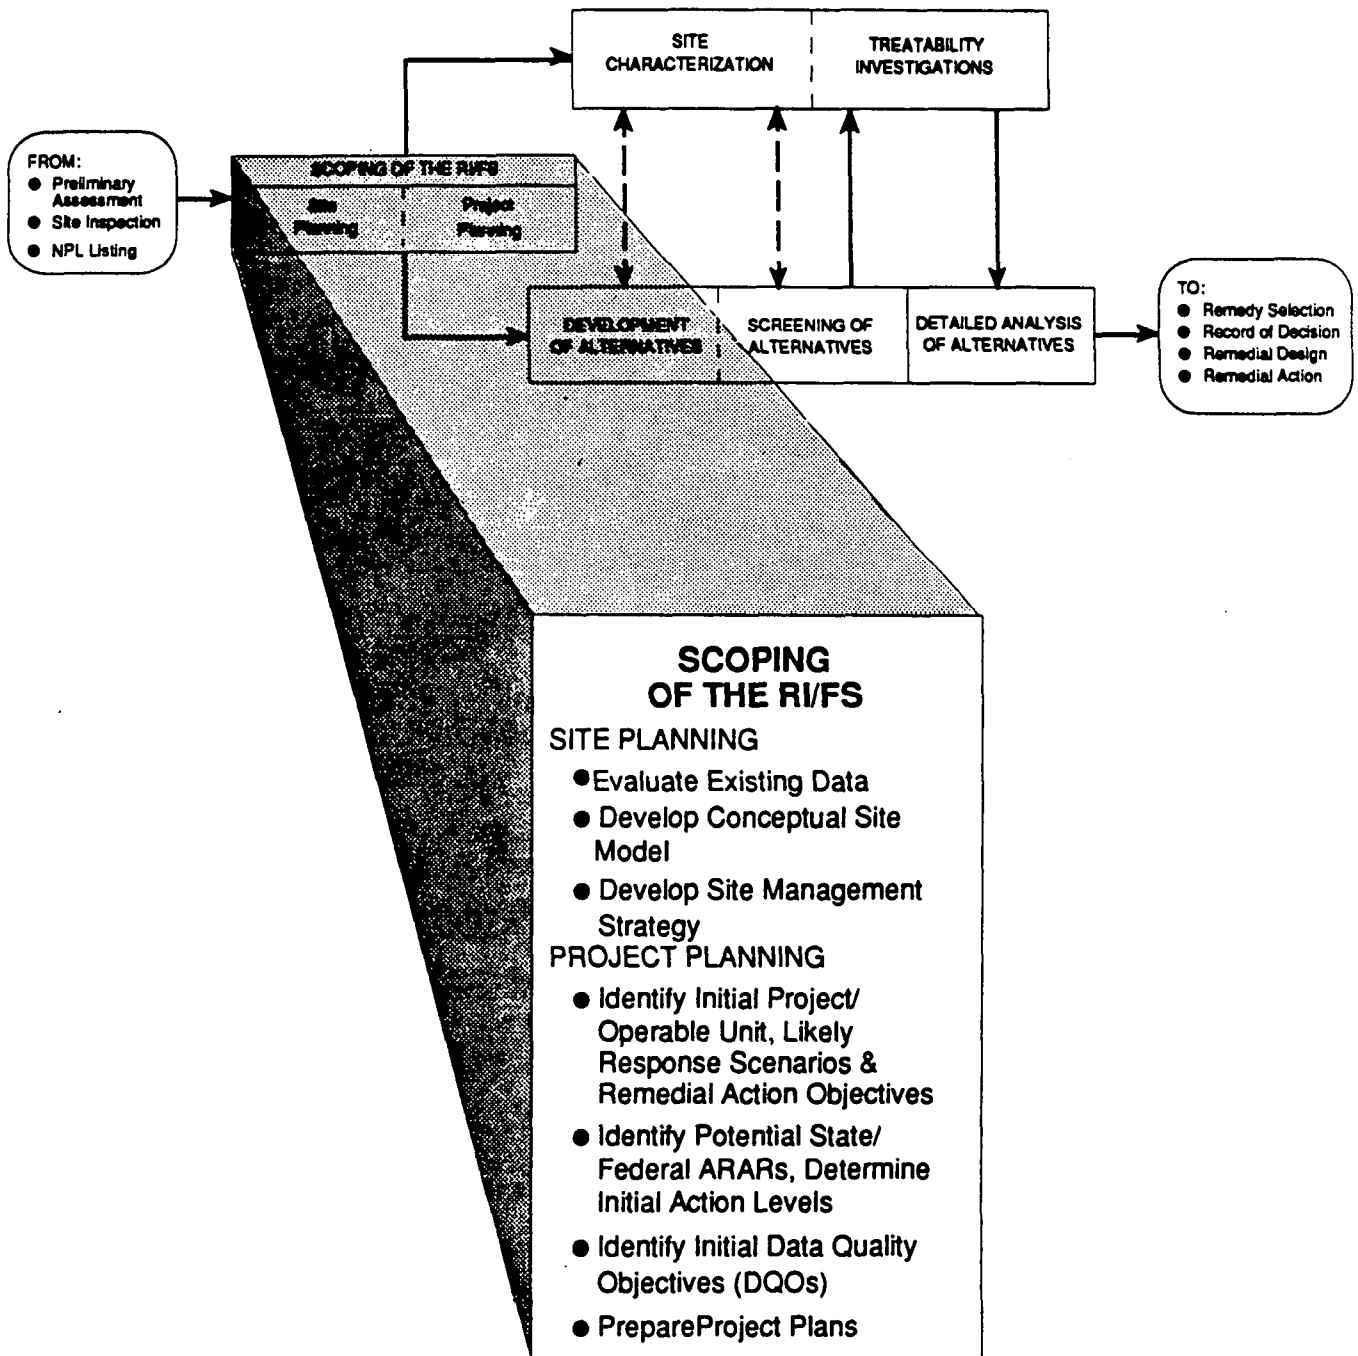 SITE
CHARACTERIZATION
TREATABILITY
INVESTIGATIONS
FROM:
● Preliminary
Assessment
● Site Inspection
● NPL Listing
SCOPING OF THE RI/FS
Site
Planning
Project
Planning
DEVELOPMENT
OF ALTERNATIVES
SCREENING OF
ALTERNATIVES
DETAILED ANALYSIS
OF ALTERNATIVES
TO:
● Remedy Selection
● Record of Decision
● Remedial Design
● Remedial Action
SCOPING
OF THE RI/FS
SITE PLANNING
● Evaluate Existing Data
● Develop Conceptual Site
Model
● Develop Site Management
Strategy
PROJECT PLANNING
● Identify Initial Project/
Operable Unit, Likely
Response Scenarios &
Remedial Action Objectives
● Identify Potential State/
Federal ARARs, Determine
Initial Action Levels
● Identify Initial Data Quality
Objectives (DQOs)
● PrepareProject Plans